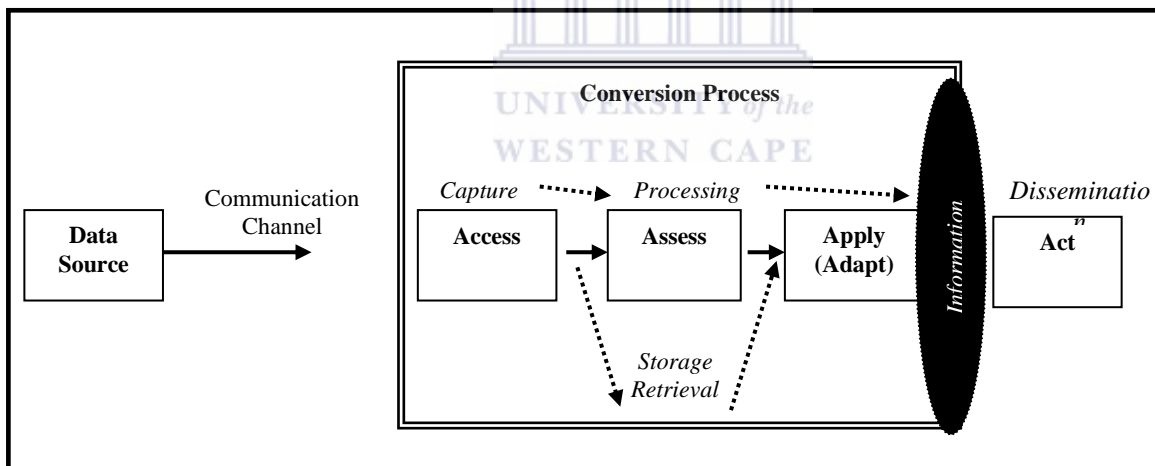 Conversion Process
UNIVERSITY of the
WESTERN CAPE
Communication
Channel
Data
Source
Capture
Processing
Disseminatio
n
Access
Assess
Apply
(Adapt)
Information
Act
Storage
Retrieval